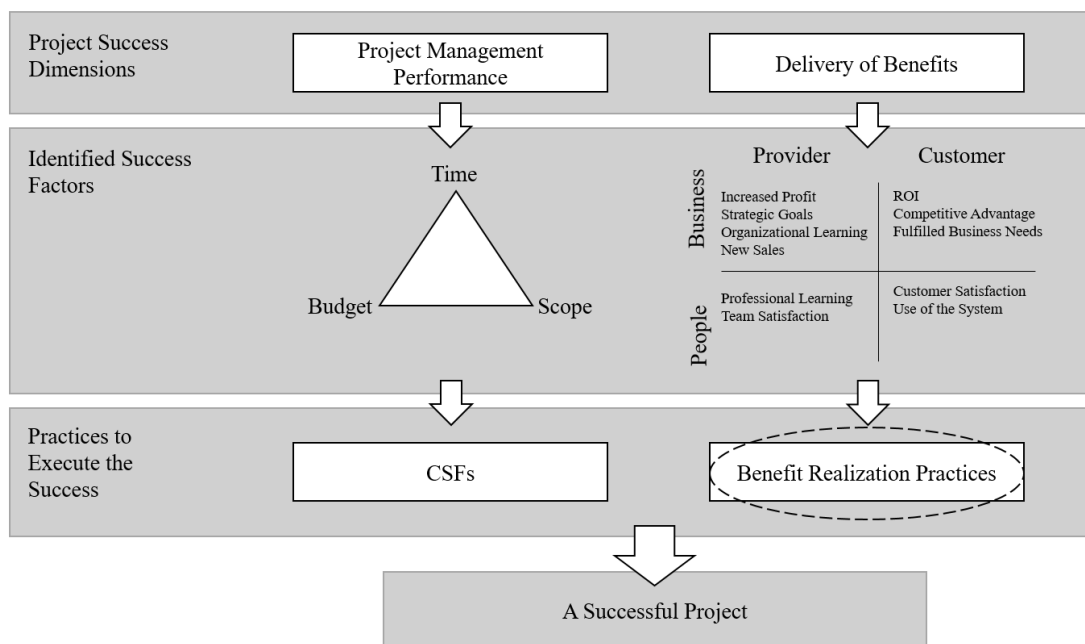 Project Success
Dimensions
Project Management
Performance
Delivery of Benefits
Identified Success
Factors
Time
Budget
Scope
Provider
Customer
Business
Increased Profit
Strategic Goals
Organizational Learning
New Sales
ROI
Competitive Advantage
Fulfilled Business Needs
People
Professional Learning
Team Satisfaction
Customer Satisfaction
Use of the System
Practices to
Execute the
Success
CSFs
Benefit Realization Practices
A Successful Project